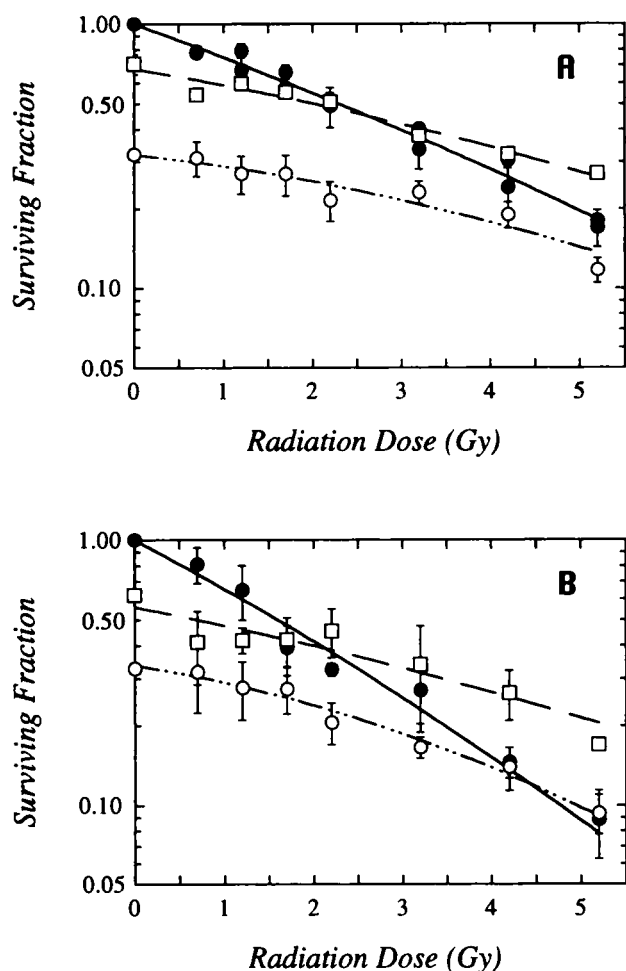 A
1.00
0.50
0.10
0.05
Surviving Fraction
0 1 2 3 4 5
Radiation Dose (Gy)
B
1.00
0.50
0.10
0.05
Surviving Fraction
0 1 2 3 4 5
Radiation Dose (Gy)